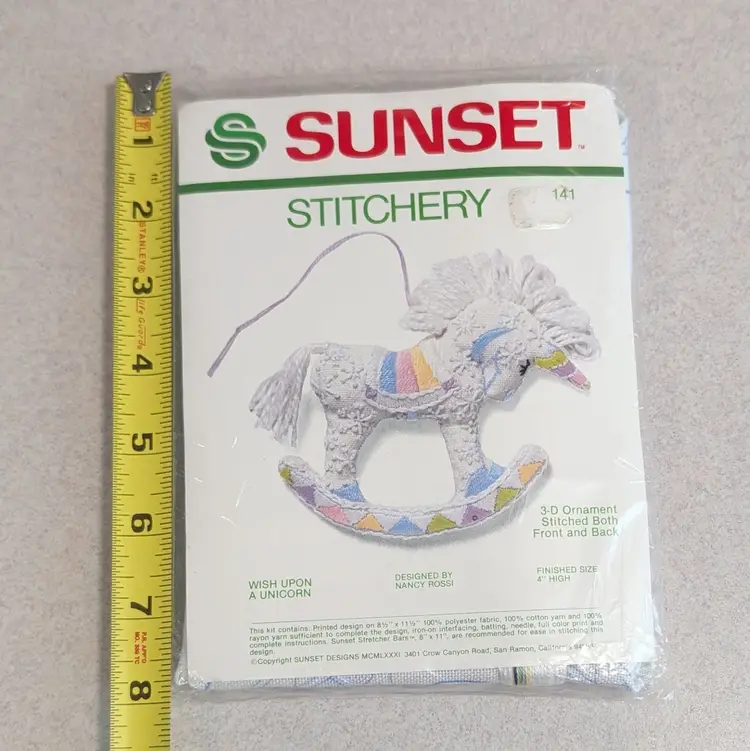 SUNSET™
STITCHERY
141
3-D Ornament
Stitched Both
Front and Back
WISH UPON
A UNICORN
DESIGNED BY
NANCY ROSSI
FINISHED SIZE
4" HIGH
This kit contains: Printed design on 8½" x 11½" 100% polyester fabric, 100% cotton yarn and 100%
rayon yarn sufficient to complete the design, iron-on interfacing, batting, needle, full color print and
complete instructions. Sunset Stretcher Bars™, 8" x 11", are recommended for ease in stitching this
design.
©Copyright SUNSET DESIGNS MCMLXXXI 3401 Crow Canyon Road, San Ramon, California
1
2
STANLEY®
3
Life Guard®
4
5
6
7
8